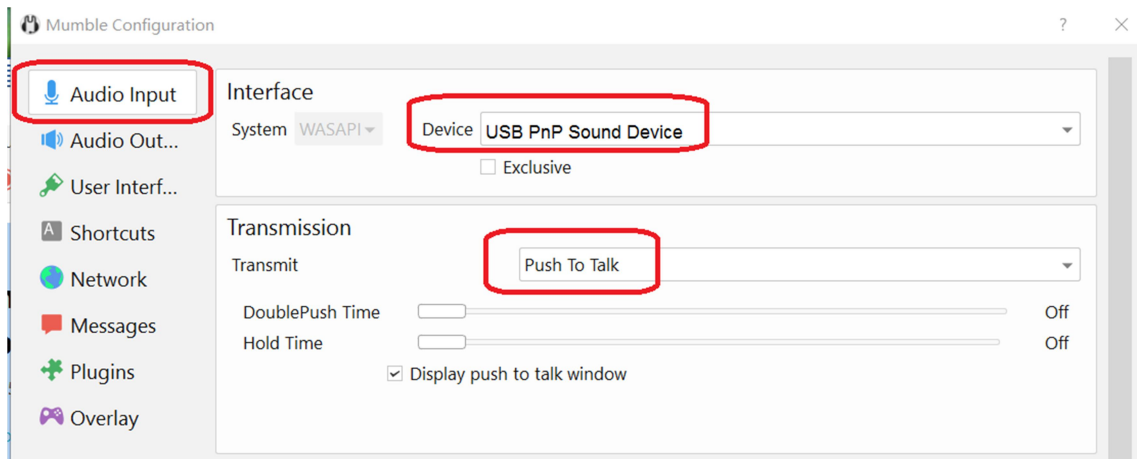 Mumble Configuration
?
Audio Input
Audio Out...
User Interf...
A Shortcuts
Network
Messages
Plugins
Overlay
Interface
System WASAPI Device USB PnP Sound Device
Exclusive
Transmission
Transmit Push To Talk
DoublePush Time Off
Hold Time Off
Display push to talk window